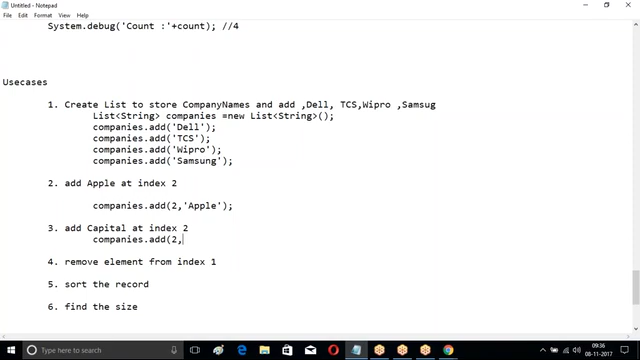 Untitled - Notepad
File Edit Format View Help
System.debug('Count :'+count); //4
Usecases
1. Create List to store CompanyNames and add ,Dell, TCS,Wipro ,Samsug
List<String> companies =new List<String>();
companies.add('Dell');
companies.add('TCS');
companies.add('Wipro');
companies.add('Samsung');
2. add Apple at index 2
companies.add(2,'Apple');
3. add Capital at index 2
companies.add(2,
4. remove element from index 1
5. sort the record
6. find the size
Type here to search
09:36
08-11-2017